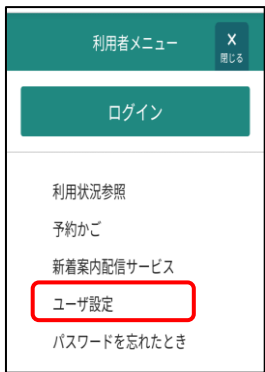 利用者メニュー
X
閉じる
ログイン
利用状況参照
予約かご
新着案内配信サービス
ユーザ設定
パスワードを忘れたとき